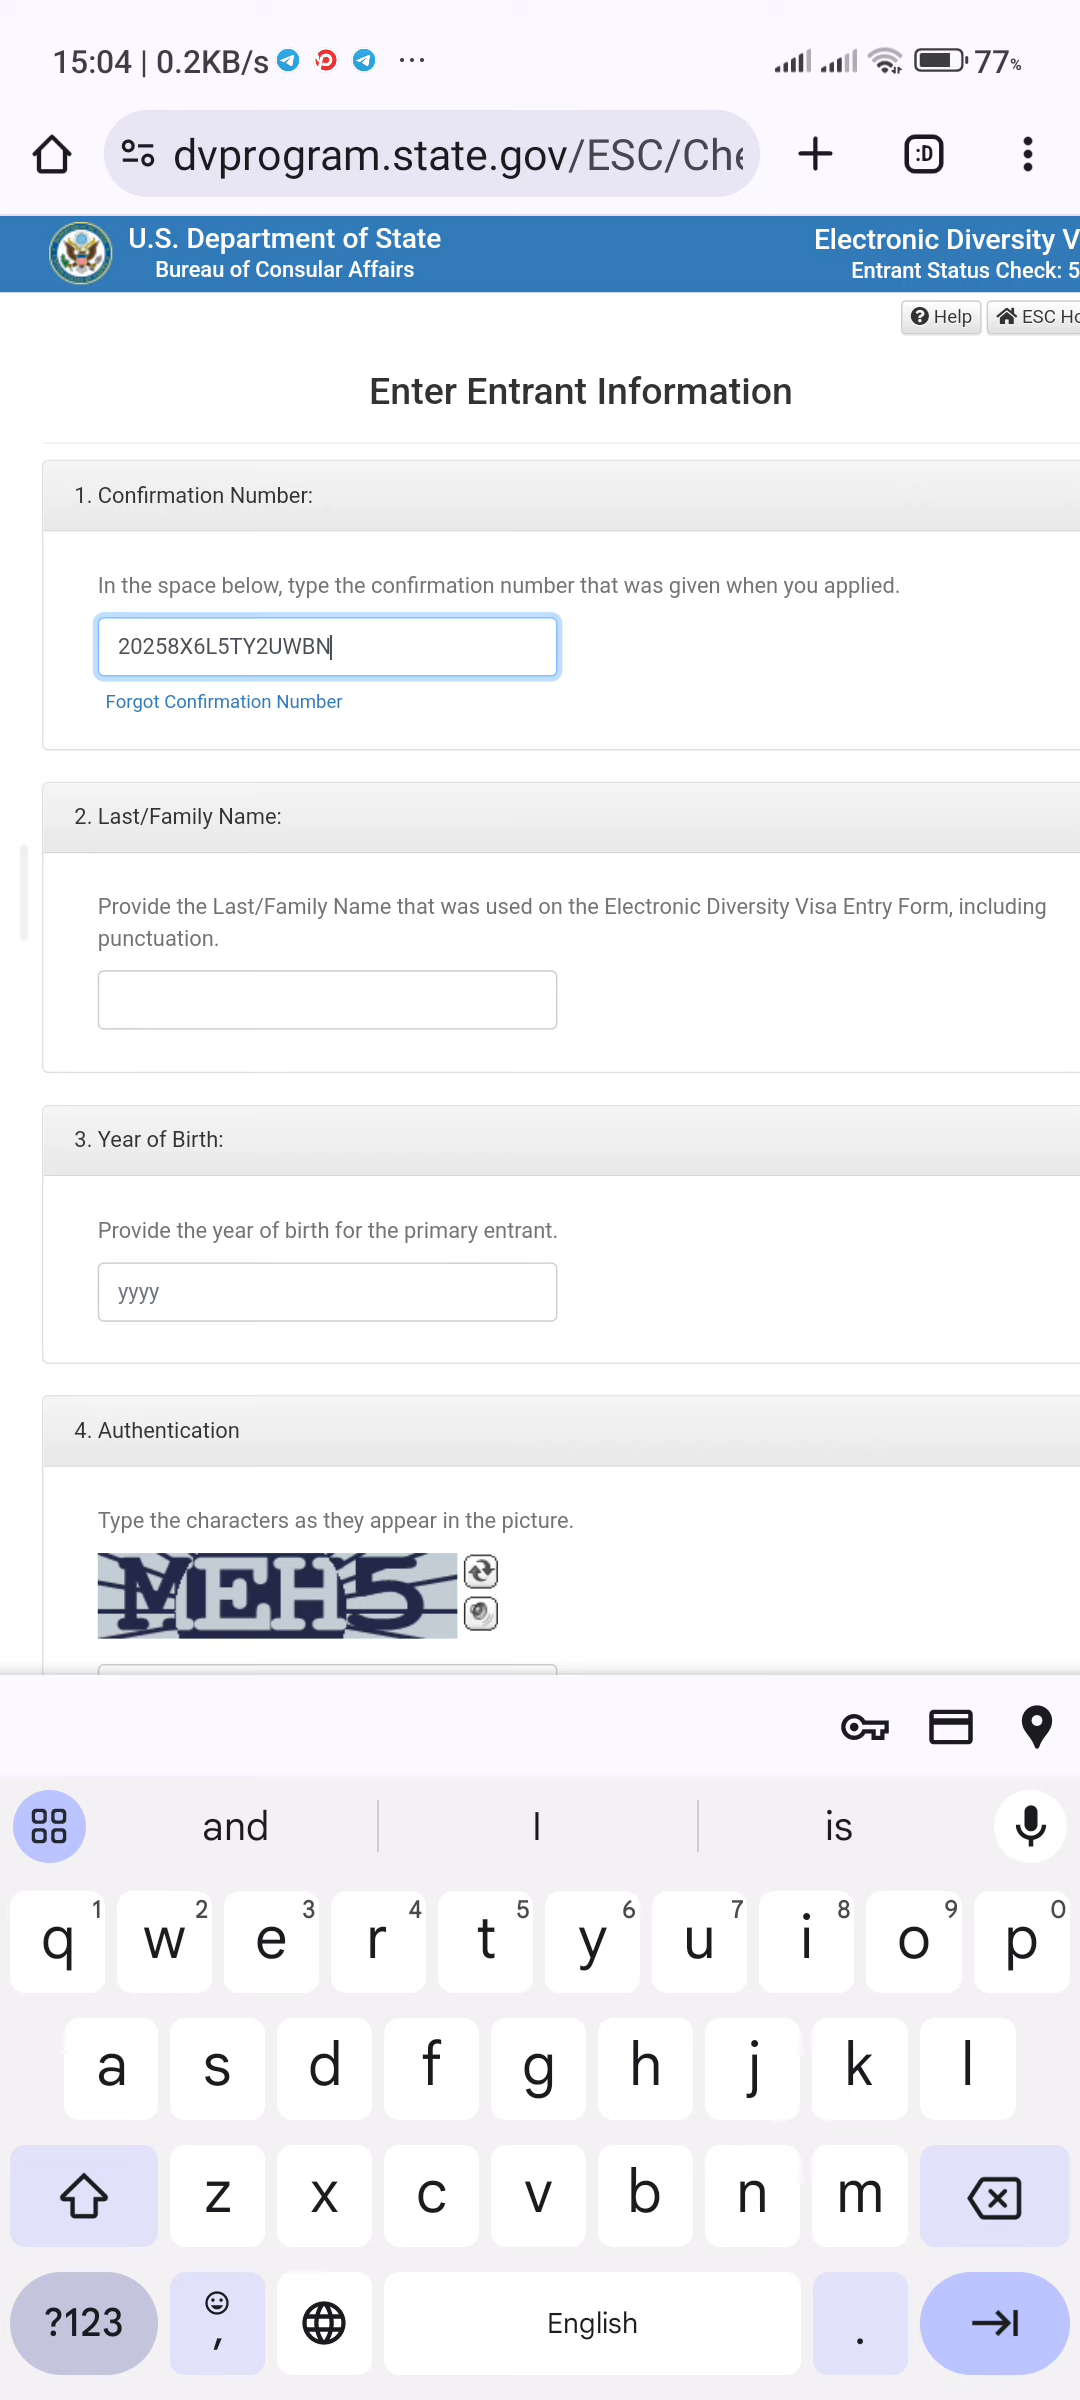 15:04 | 0.2KB/s ... 77%
dvprogram.state.gov/ESC/Che
:D
U.S. Department of State
Bureau of Consular Affairs
Electronic Diversity V
Entrant Status Check: 5
Help
ESC Ho
Enter Entrant Information
1. Confirmation Number:
In the space below, type the confirmation number that was given when you applied.
20258X6L5TY2UWBN
Forgot Confirmation Number
2. Last/Family Name:
Provide the Last/Family Name that was used on the Electronic Diversity Visa Entry Form, including
punctuation.
3. Year of Birth:
Provide the year of birth for the primary entrant.
yyyy
4. Authentication
Type the characters as they appear in the picture.
MEH5
and I is
q 1 w 2 e 3 r 4 t 5 y 6 u 7 i 8 o 9 p 0
a s d f g h j k l
z x c v b n m
?123 , English .